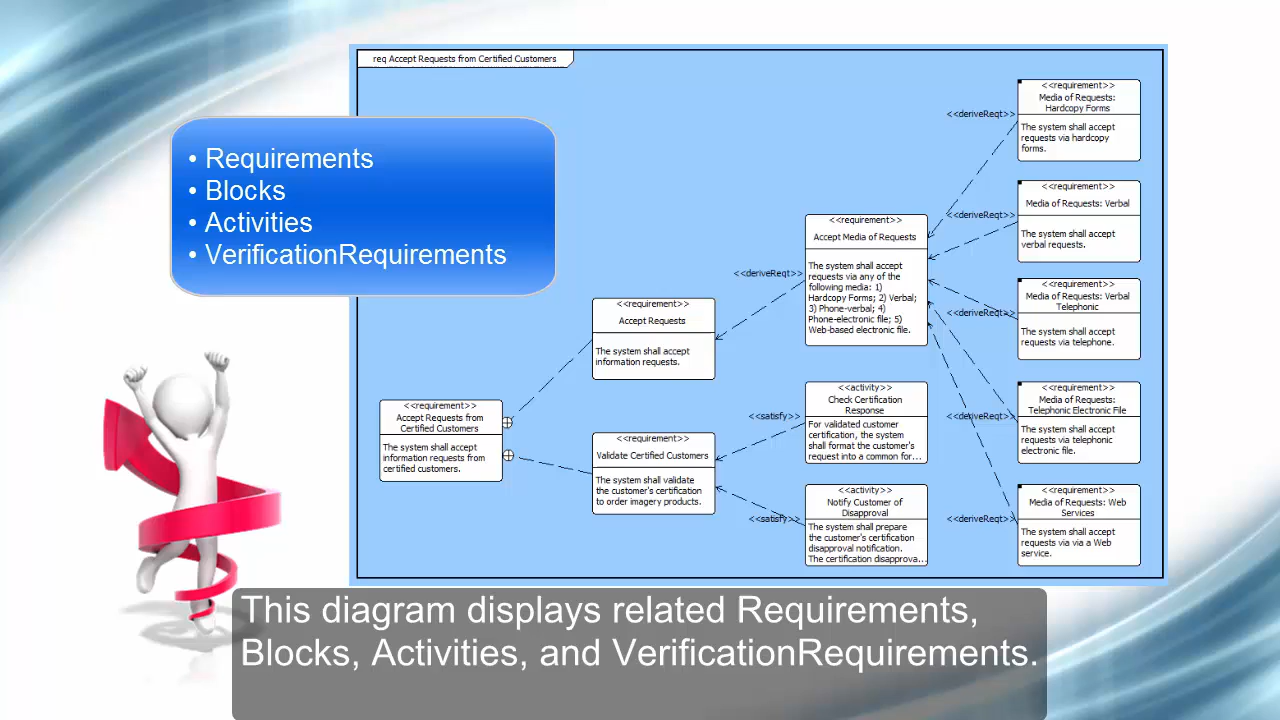 req Accept Requests from Certified Customers
• Requirements
• Blocks
• Activities
• VerificationRequirements
<<requirement>>
Accept Requests from
Certified Customers
The system shall accept
information requests from
certified customers.
<<requirement>>
Accept Requests
The system shall accept
information requests.
<<requirement>>
Validate Certified Customers
The system shall validate
the customer's certification
to order imagery products.
<<deriveReqt>>
<<satisfy>>
<<satisfy>>
<<requirement>>
Accept Media of Requests
The system shall accept
requests via any of the
following media: 1)
Hardcopy Forms; 2) Verbal;
3) Phone-verbal; 4)
Phone-electronic file; 5)
Web-based electronic file.
<<activity>>
Check Certification
Response
For validated customer
certification, the system
shall format the customer's
request into a common for...
<<activity>>
Notify Customer of
Disapproval
The system shall prepare
the customer's certification
disapproval notification.
The certification disapprova...
<<deriveReqt>>
<<deriveReqt>>
<<deriveReqt>>
<<deriveReqt>>
<<deriveReqt>>
<<requirement>>
Media of Requests:
Hardcopy Forms
The system shall accept
requests via hardcopy
forms.
<<requirement>>
Media of Requests: Verbal
The system shall accept
verbal requests.
<<requirement>>
Media of Requests: Verbal
Telephonic
The system shall accept
requests via telephone.
<<requirement>>
Media of Requests:
Telephonic Electronic File
The system shall accept
requests via telephonic
electronic file.
<<requirement>>
Media of Requests: Web
Services
The system shall accept
requests via via a Web
service.
This diagram displays related Requirements,
Blocks, Activities, and VerificationRequirements.